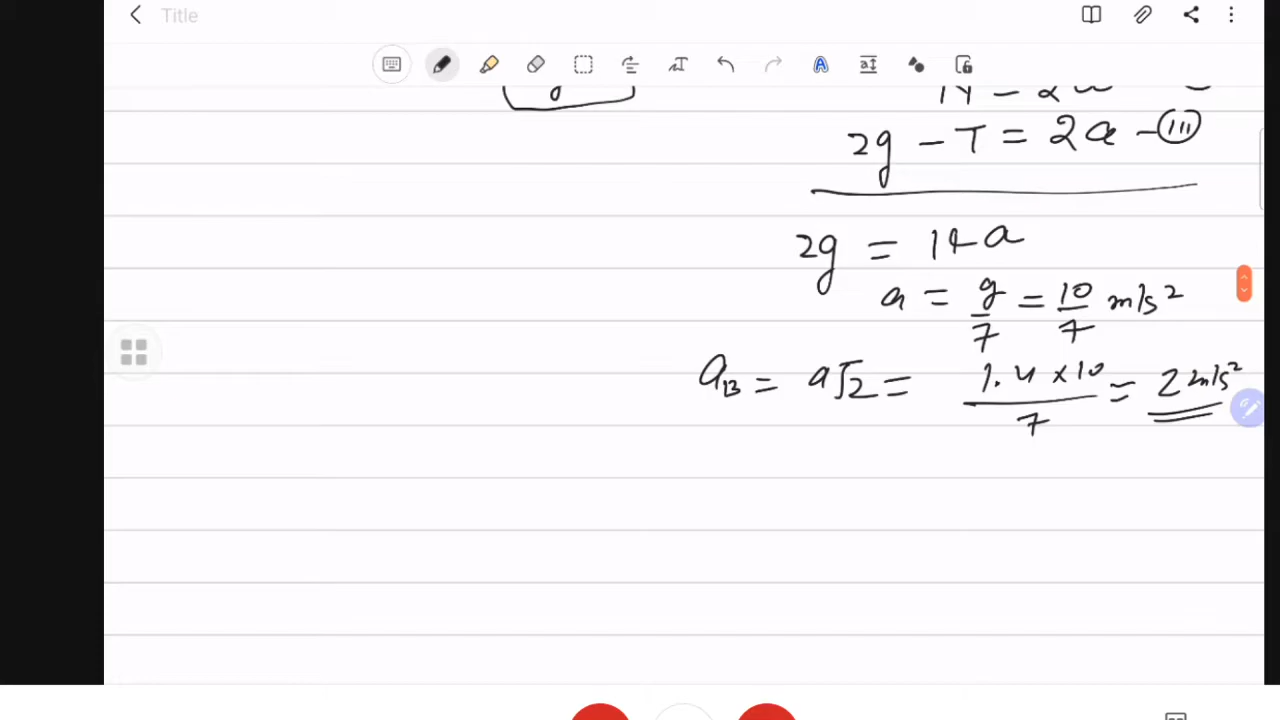 Title
2g - T = 2a - (III)
2g = 14a
a = g/7 = 10/7 m/s²
a_B = a√2 = (1.4 × 10)/7 = 2 m/s²